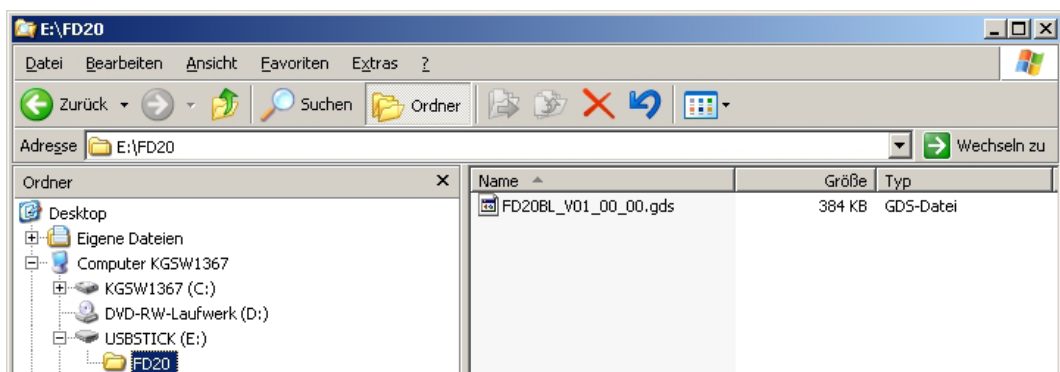 E:\FD20
Datei Bearbeiten Ansicht Favoriten Extras ?
Zurück Suchen Ordner
Adresse E:\FD20 Wechseln zu
Ordner x Name Größe Typ
Desktop FD20BL_V01_00_00.gds 384 KB GDS-Datei
Eigene Dateien
Computer KGSW1367
KGSW1367 (C:)
DVD-RW-Laufwerk (D:)
USBSTICK (E:)
FD20